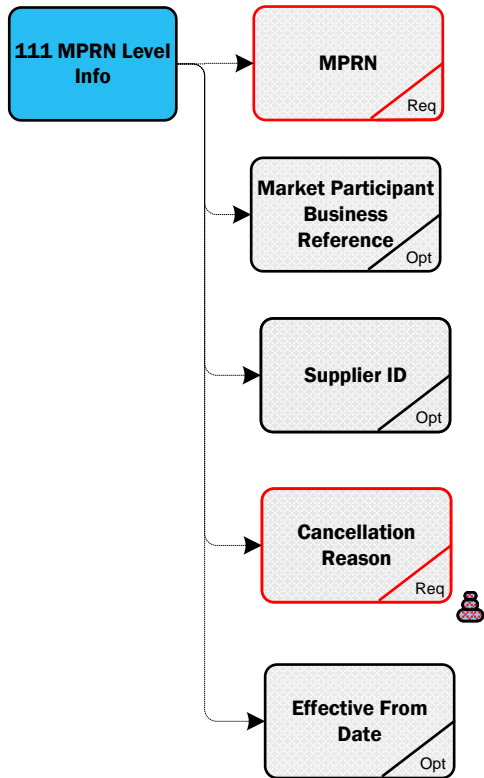 111 MPRN Level
Info
MPRN
Req
Market Participant
Business
Reference
Opt
Supplier ID
Opt
Cancellation
Reason
Req
Effective From
Date
Opt